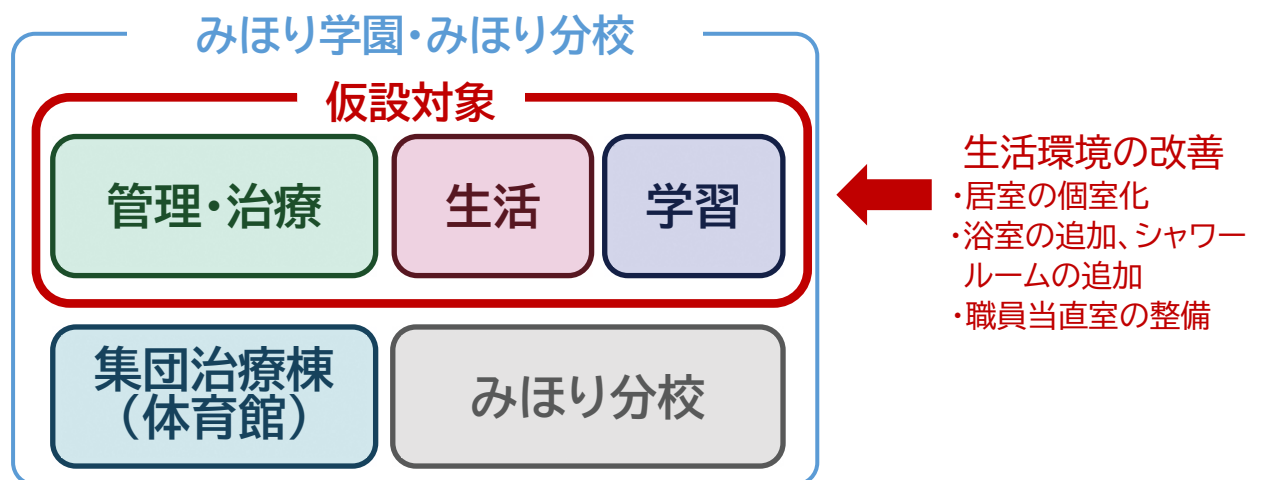 みほり学園・みほり分校
仮設対象
管理・治療
生活
学習
集団治療棟
（体育館）
みほり分校
生活環境の改善
・居室の個室化
・浴室の追加、シャワー
ルームの追加
・職員当直室の整備